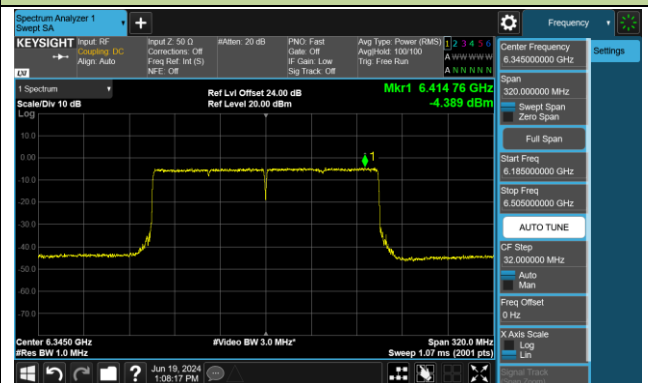 Spectrum Analyzer 1
Swept SA
Frequency
KEYSIGHT
Input: RF
Coupling: DC
Align: Auto
Input Z: 50 Ω
Corrections: Off
Freq Ref: Int (S)
NFE: Off
#Atten: 20 dB
PNO: Fast
Gate: Off
IF Gain: Low
Sig Track: Off
Avg Type: Power (RMS)
Avg|Hold: 100/100
Trig: Free Run
1 2 3 4 5 6
A W W W W W
A N N N N N
LXI
1 Spectrum
Scale/Div 10 dB
Log
Ref Lvl Offset 24.00 dB
Ref Level 20.00 dBm
Mkr1 6.414 76 GHz
-4.389 dBm
10.0
0.00
-10.0
-20.0
-30.0
-40.0
-50.0
-60.0
-70.0
1
Center 6.3450 GHz
#Res BW 1.0 MHz
#Video BW 3.0 MHz*
Span 320.0 MHz
Sweep 1.07 ms (2001 pts)
Jun 19, 2024
1:08:17 PM
Center Frequency
6.345000000 GHz
Settings
Span
320.000000 MHz
Swept Span
Zero Span
Full Span
Start Freq
6.185000000 GHz
Stop Freq
6.505000000 GHz
AUTO TUNE
CF Step
32.000000 MHz
Auto
Man
Freq Offset
0 Hz
X Axis Scale
Log
Lin
Signal Track